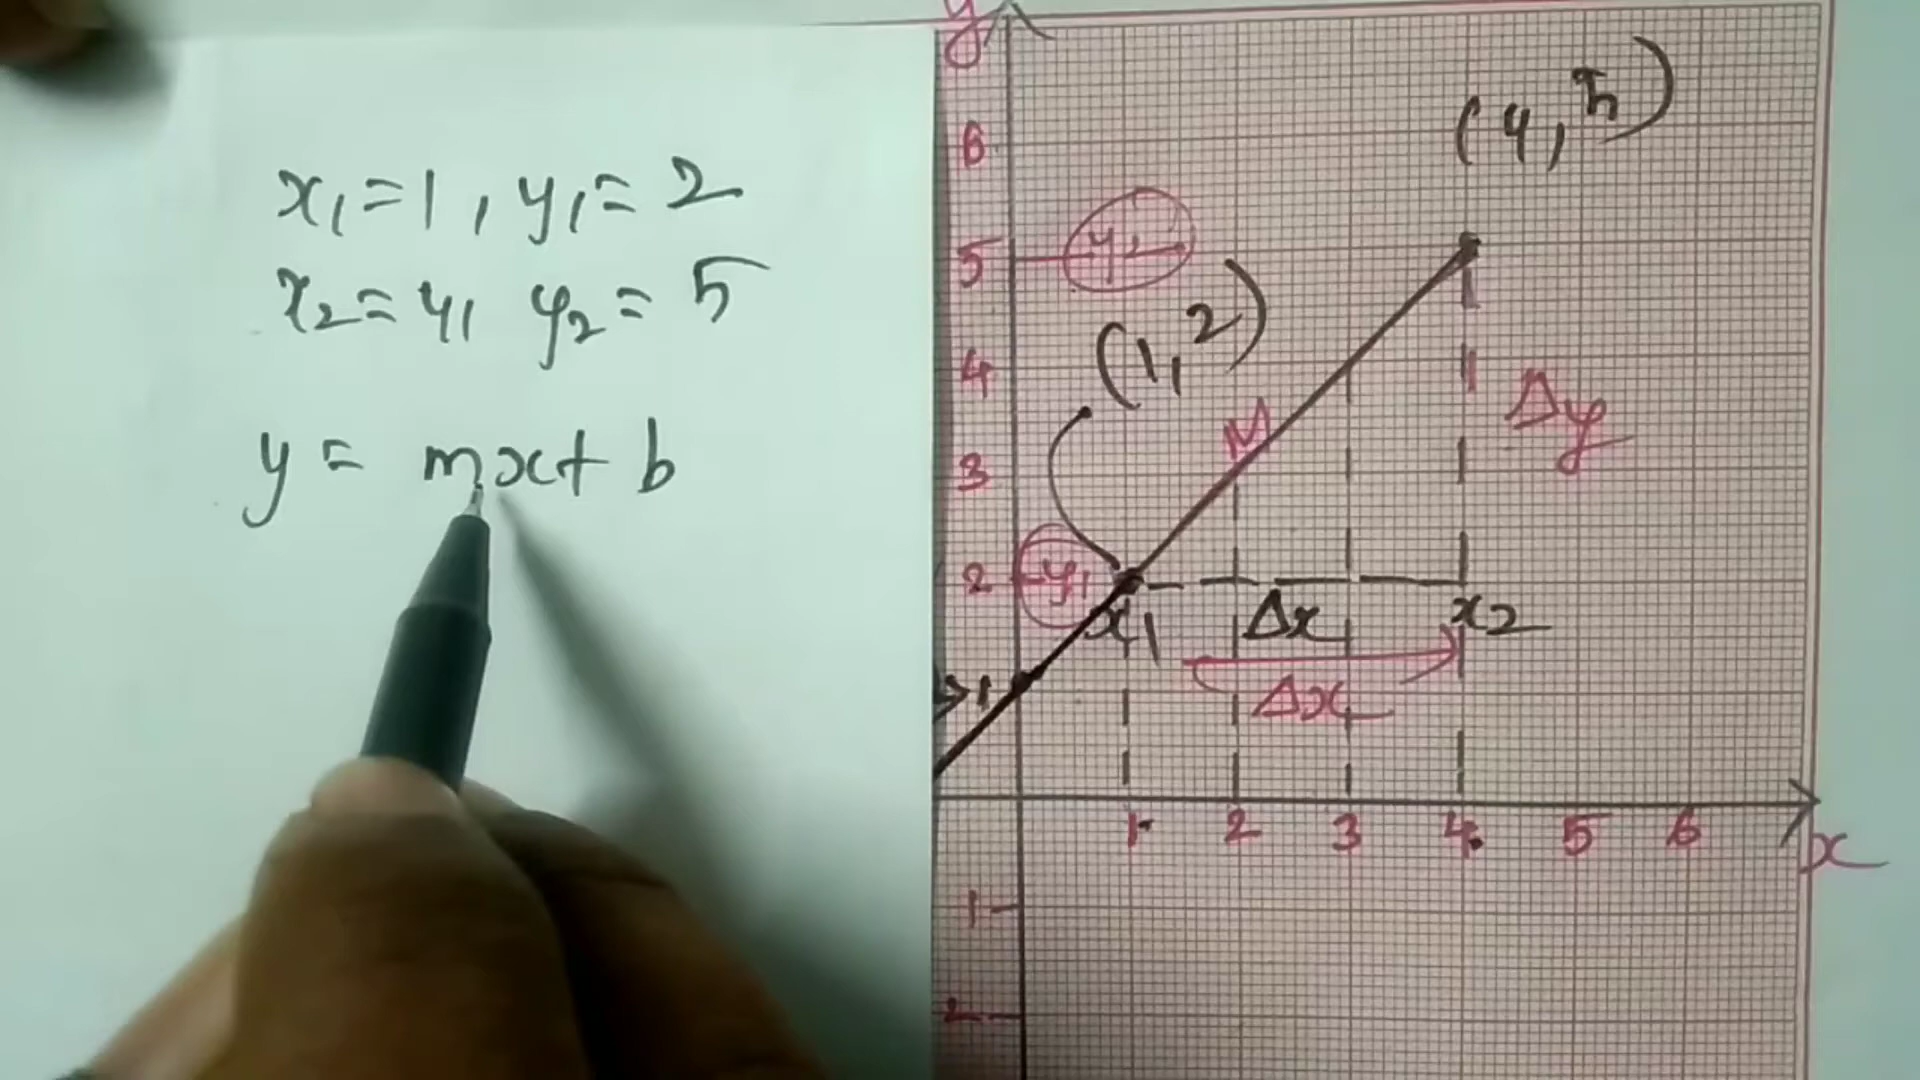 x₁=1, y₁=2
x₂=4, y₂=5
y = mx+b
y
(4,5)
6
5
y₂
(1,2)
4
M
Δy
3
2
y₁
x₁
Δx
x₂
1
Δx
1 2 3 4 5 6
x
1
2